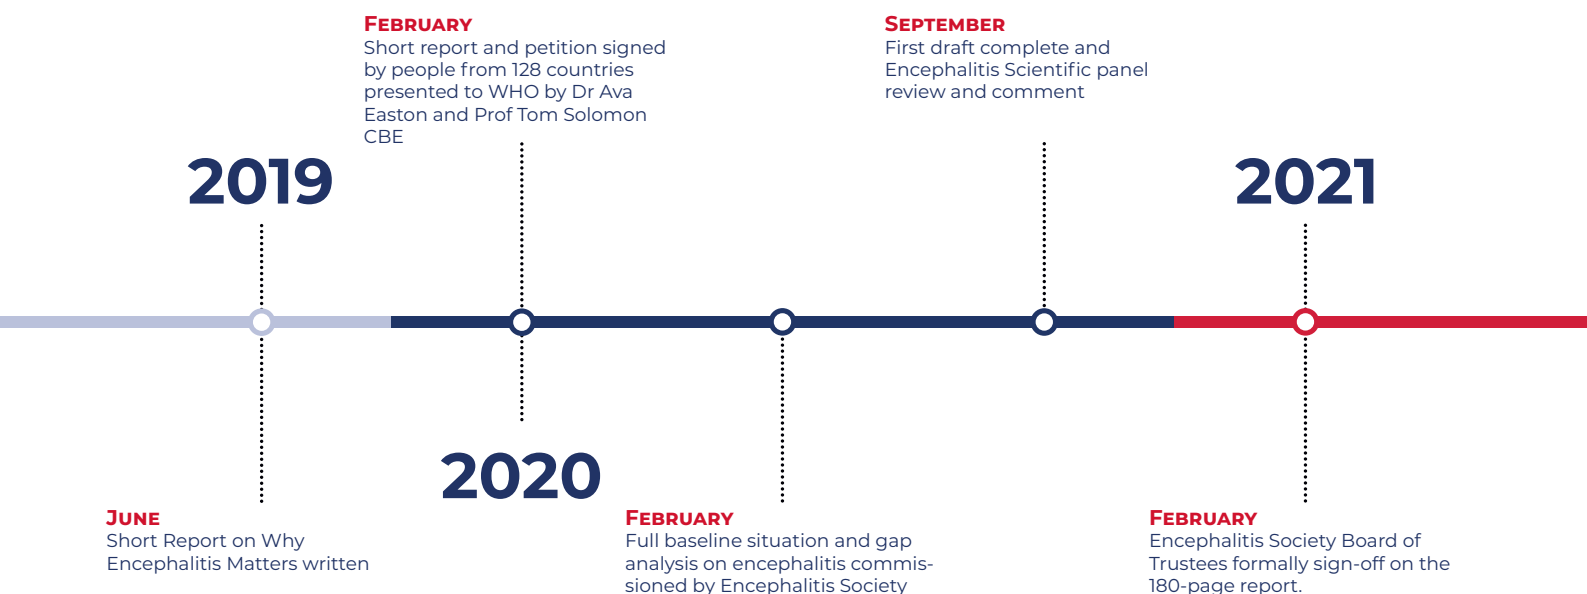 2019
JUNE
Short Report on Why
Encephalitis Matters written
FEBRUARY
Short report and petition signed
by people from 128 countries
presented to WHO by Dr Ava
Easton and Prof Tom Solomon
CBE
2020
FEBRUARY
Full baseline situation and gap
analysis on encephalitis commis-
sioned by Encephalitis Society
SEPTEMBER
First draft complete and
Encephalitis Scientific panel
review and comment
2021
FEBRUARY
Encephalitis Society Board of
Trustees formally sign-off on the
180-page report.